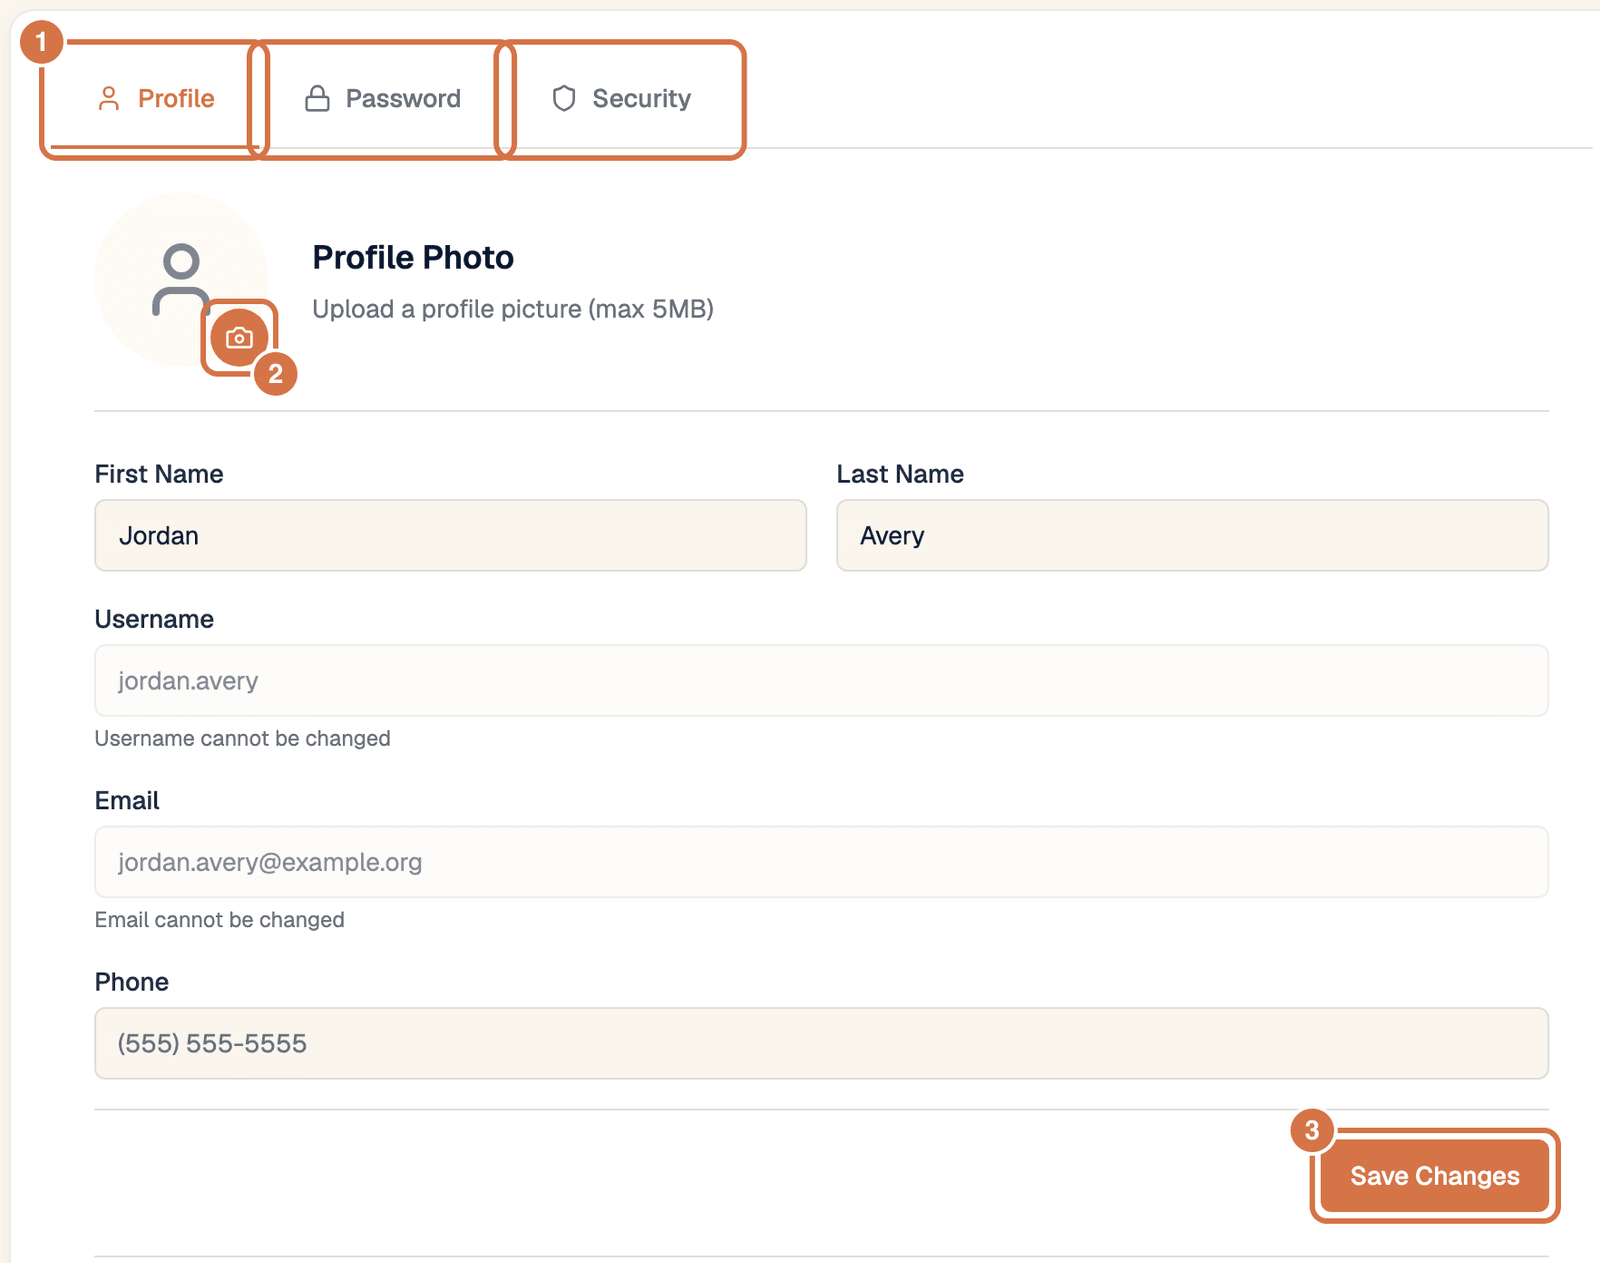 1
Profile Password Security
Profile Photo
Upload a profile picture (max 5MB)
2
First Name Last Name
Jordan Avery
Username
jordan.avery
Username cannot be changed
Email
jordan.avery@example.org
Email cannot be changed
Phone
(555) 555-5555
3
Save Changes